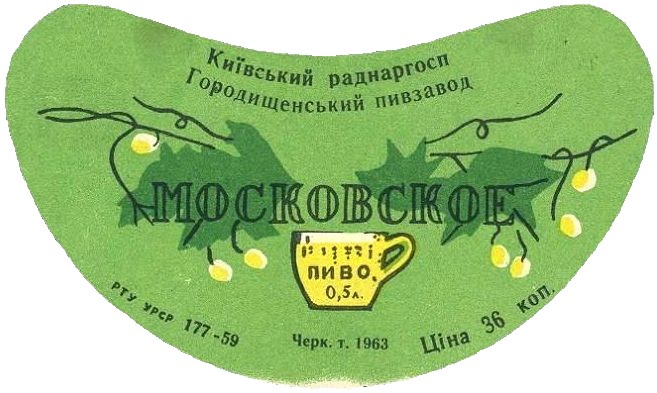 Київський раднаргосп
Городищенський пивзавод
МОСКОВСКОЕ
ПИВО.
0,5л.
РТУ УРСР 177-59
Черк. т. 1963
Ціна 36 коп.